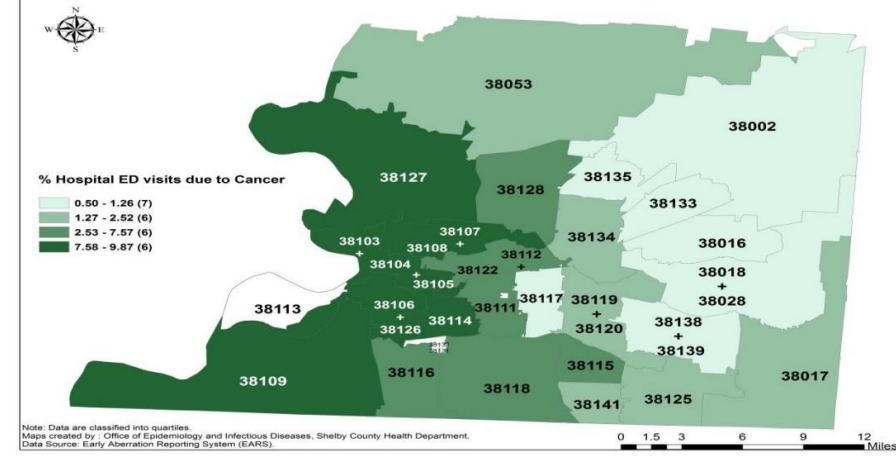 N
W E
S
38053
38002
% Hospital ED visits due to Cancer
0.50 - 1.26 (7)
1.27 - 2.52 (6)
2.53 - 7.57 (6)
7.58 - 9.87 (6)
38127
38128
38135
38133
38107
38103
38108
38134
38016
38112
38104
38122
38105
38018
38028
38113
38106
38126
38114
38111
38117
38119
38120
38138
38139
38109
38116
38118
38115
38141
38125
38017
Note: Data are classified into quartiles.
Maps created by : Office of Epidemiology and Infectious Diseases, Shelby County Health Department.
Data Source: Early Aberration Reporting System (EARS).
0 1.5 3 6 9 12
Miles